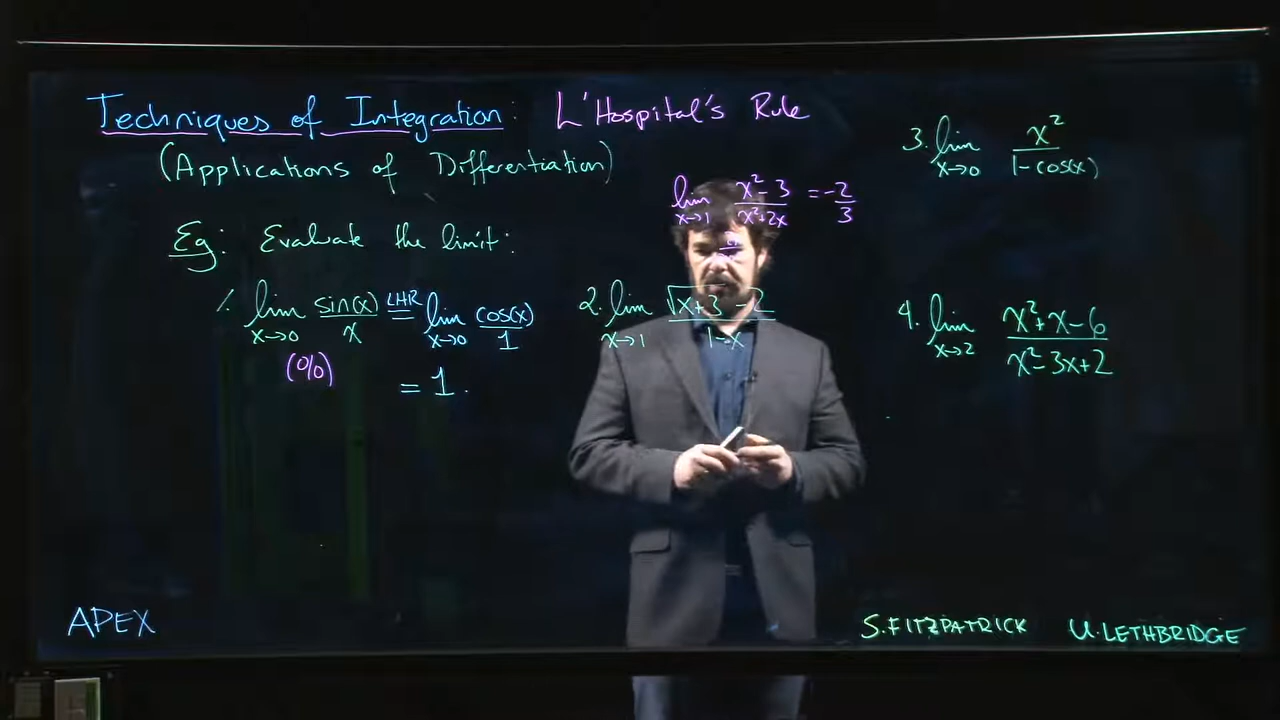 Techniques of Integration: L'Hospital's Rule
(Applications of Differentiation)
lim x→1 x²-3 / x²+2x = -2/3
Eg: Evaluate the limit:
1. lim x→0 sin(x)/x LHR= lim x→0 cos(x)/1
(0/0)
= 1.
2. lim x→1 √x+3 - 2 / 1-x
3. lim x→0 x² / 1-cos(x)
4. lim x→2 x²+x-6 / x²-3x+2
APEX
S.FITZPATRICK U.LETHBRIDGE